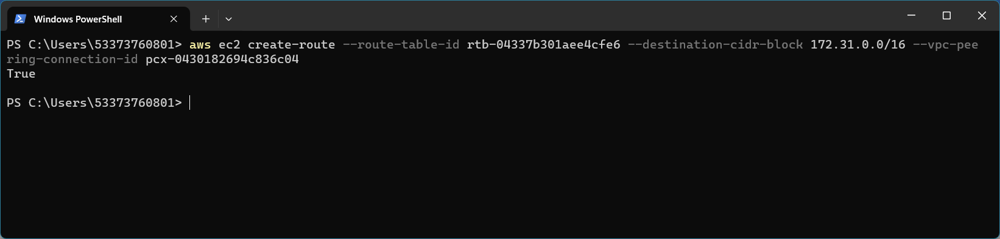 Windows PowerShell
PS C:\Users\53373760801> aws ec2 create-route --route-table-id rtb-04337b301aee4cfe6 --destination-cidr-block 172.31.0.0/16 --vpc-pee
ring-connection-id pcx-0430182694c836c04
True
PS C:\Users\53373760801>